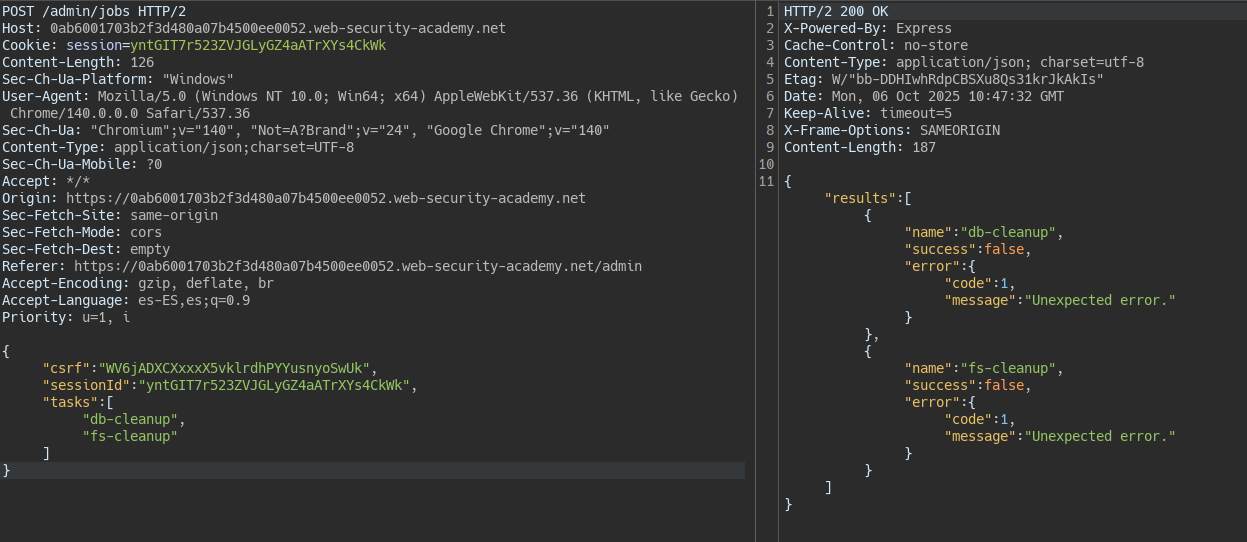 POST /admin/jobs HTTP/2
Host: 0ab6001703b2f3d480a07b4500ee0052.web-security-academy.net
Cookie: session=yntGIT7r523ZVJGLyGZ4aATrXYs4CkWk
Content-Length: 126
Sec-Ch-Ua-Platform: "Windows"
User-Agent: Mozilla/5.0 (Windows NT 10.0; Win64; x64) AppleWebKit/537.36 (KHTML, like Gecko)
Chrome/140.0.0.0 Safari/537.36
Sec-Ch-Ua: "Chromium";v="140", "Not=A?Brand";v="24", "Google Chrome";v="140"
Content-Type: application/json;charset=UTF-8
Sec-Ch-Ua-Mobile: ?0
Accept: */*
Origin: https://0ab6001703b2f3d480a07b4500ee0052.web-security-academy.net
Sec-Fetch-Site: same-origin
Sec-Fetch-Mode: cors
Sec-Fetch-Dest: empty
Referer: https://0ab6001703b2f3d480a07b4500ee0052.web-security-academy.net/admin
Accept-Encoding: gzip, deflate, br
Accept-Language: es-ES,es;q=0.9
Priority: u=1, i
{
"csrf":"WV6jADXCXxxxX5vklrdhPYYusnyoSwUk",
"sessionId":"yntGIT7r523ZVJGLyGZ4aATrXYs4CkWk",
"tasks":[
"db-cleanup",
"fs-cleanup"
]
}
1 HTTP/2 200 OK
2 X-Powered-By: Express
3 Cache-Control: no-store
4 Content-Type: application/json; charset=utf-8
5 Etag: W/"bb-DDHIwhRdpCBSXu8Qs31krJkAkIs"
6 Date: Mon, 06 Oct 2025 10:47:32 GMT
7 Keep-Alive: timeout=5
8 X-Frame-Options: SAMEORIGIN
9 Content-Length: 187
10
11 {
"results":[
{
"name":"db-cleanup",
"success":false,
"error":{
"code":1,
"message":"Unexpected error."
}
},
{
"name":"fs-cleanup",
"success":false,
"error":{
"code":1,
"message":"Unexpected error."
}
}
]
}